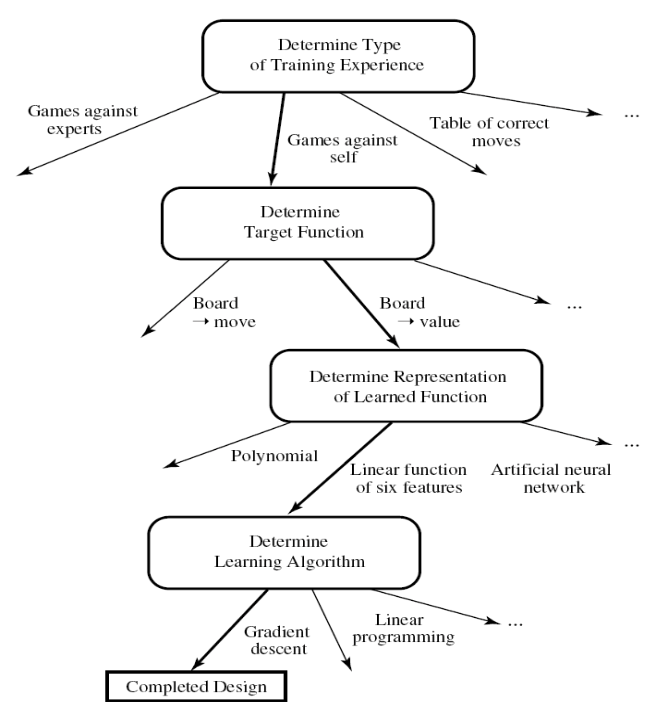 Determine Type
of Training Experience
Games against
experts
Games against
self
Table of correct
moves
...
Determine
Target Function
Board
→ move
Board
→ value
...
Determine Representation
of Learned Function
Polynomial
Linear function
of six features
Artificial neural
network
...
Determine
Learning Algorithm
Gradient
descent
Linear
programming
...
Completed Design